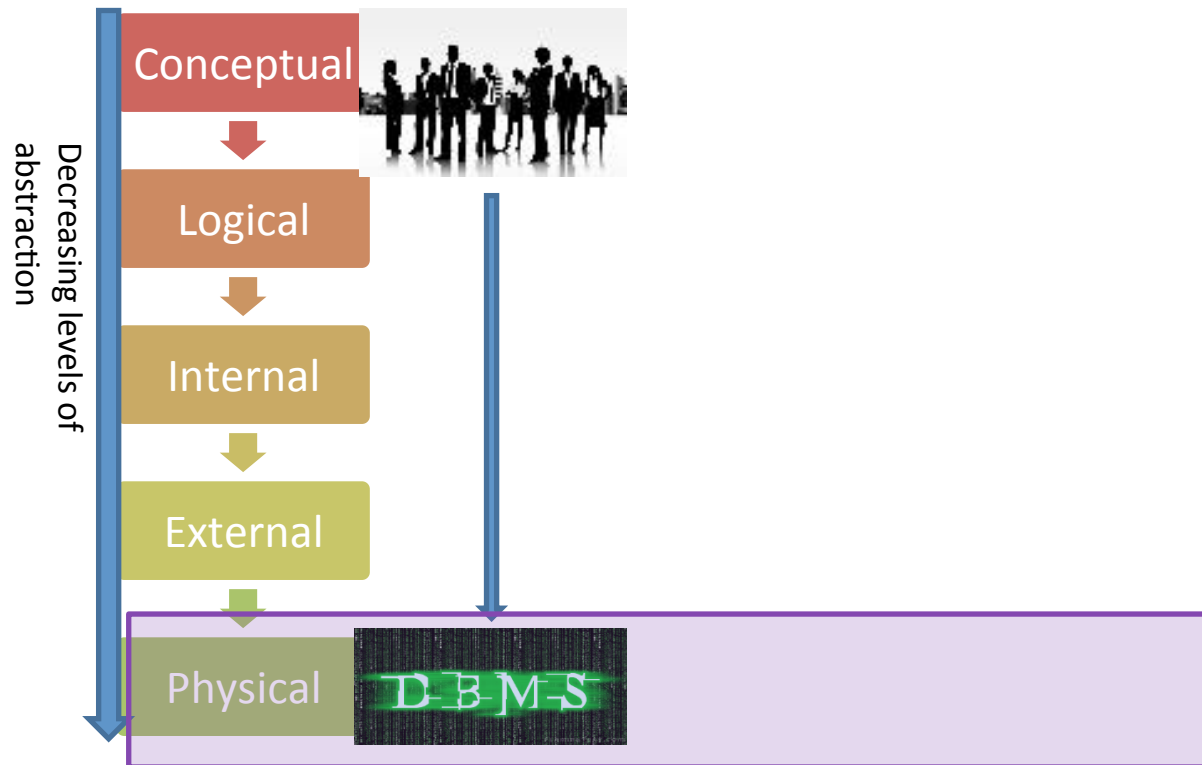 Conceptual
Decreasing levels of
abstraction
Logical
Internal
External
Physical
DBMS